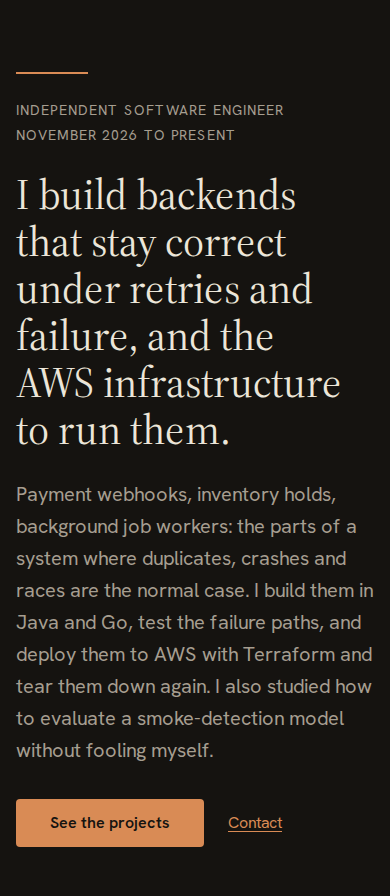 INDEPENDENT SOFTWARE ENGINEER
NOVEMBER 2026 TO PRESENT
I build backends
that stay correct
under retries and
failure, and the
AWS infrastructure
to run them.
Payment webhooks, inventory holds,
background job workers: the parts of a
system where duplicates, crashes and
races are the normal case. I build them in
Java and Go, test the failure paths, and
deploy them to AWS with Terraform and
tear them down again. I also studied how
to evaluate a smoke-detection model
without fooling myself.
See the projects
Contact